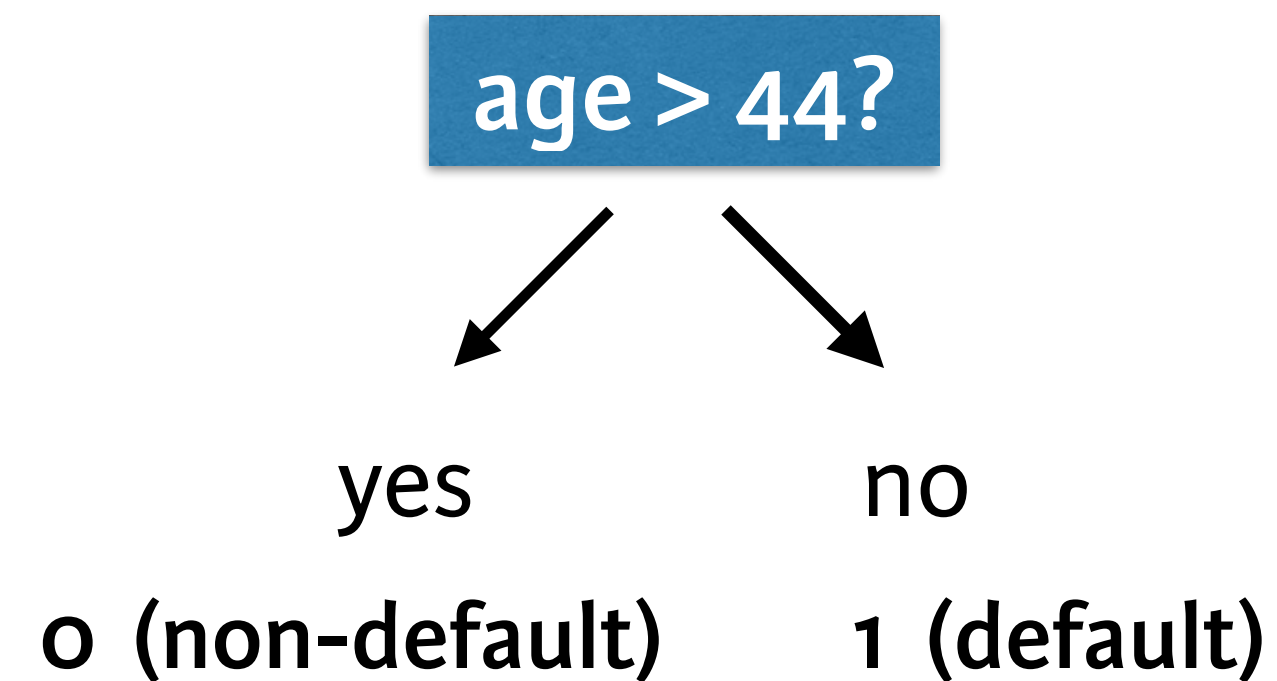 age > 44?
yes no
0 (non-default) 1 (default)